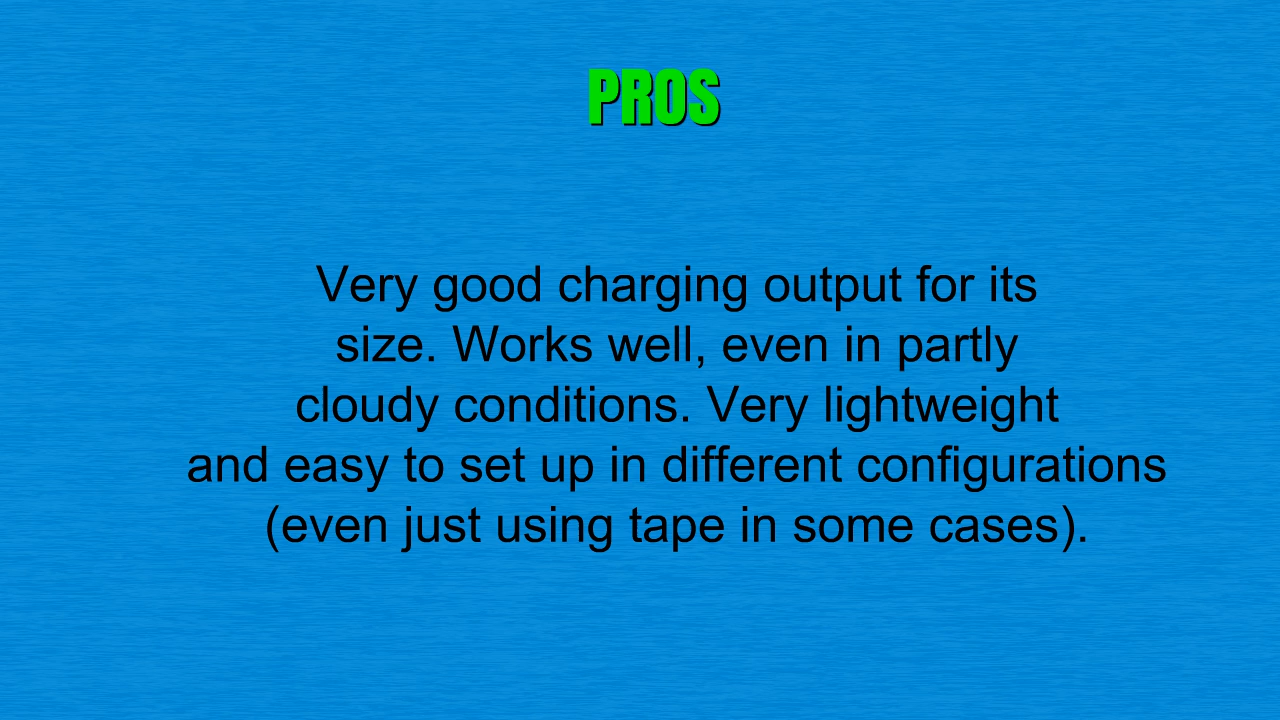 PROS
Very good charging output for its
size. Works well, even in partly
cloudy conditions. Very lightweight
and easy to set up in different configurations
(even just using tape in some cases).